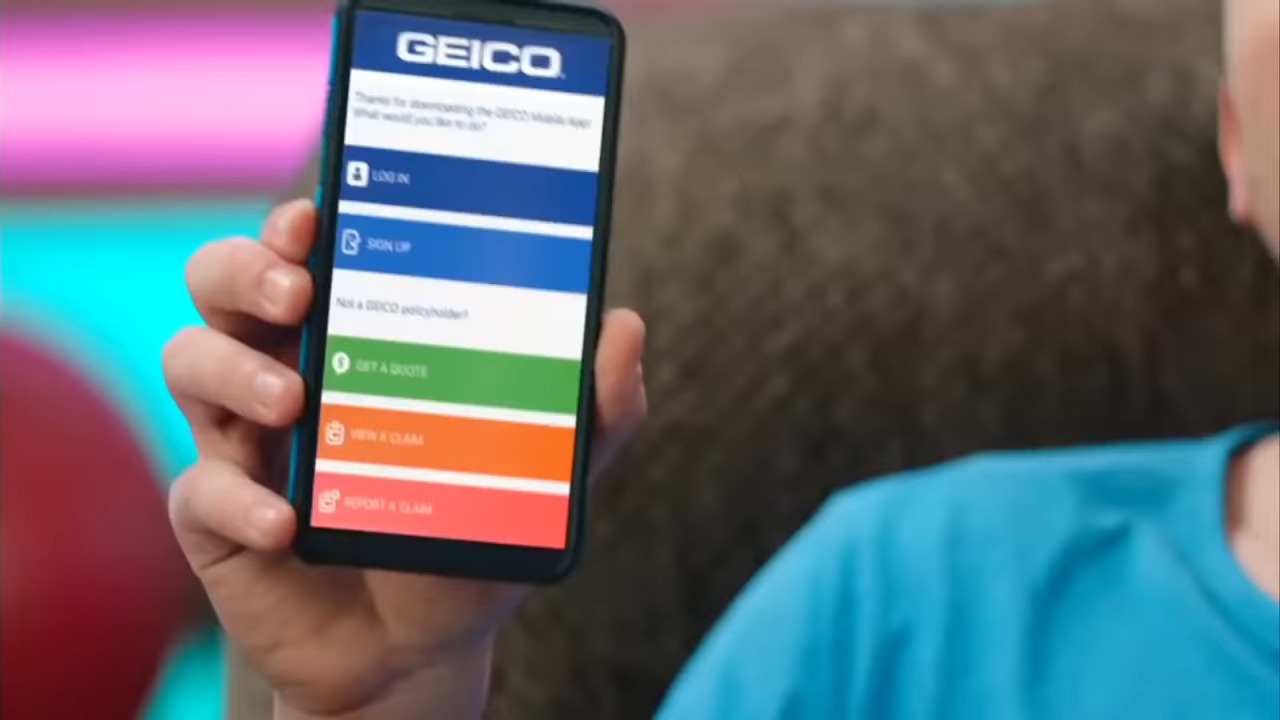 GEICO
Thanks for downloading the GEICO Mobile App!
What would you like to do?
LOG IN
SIGN UP
Not a GEICO policyholder?
GET A QUOTE
VIEW A CLAIM
REPORT A CLAIM